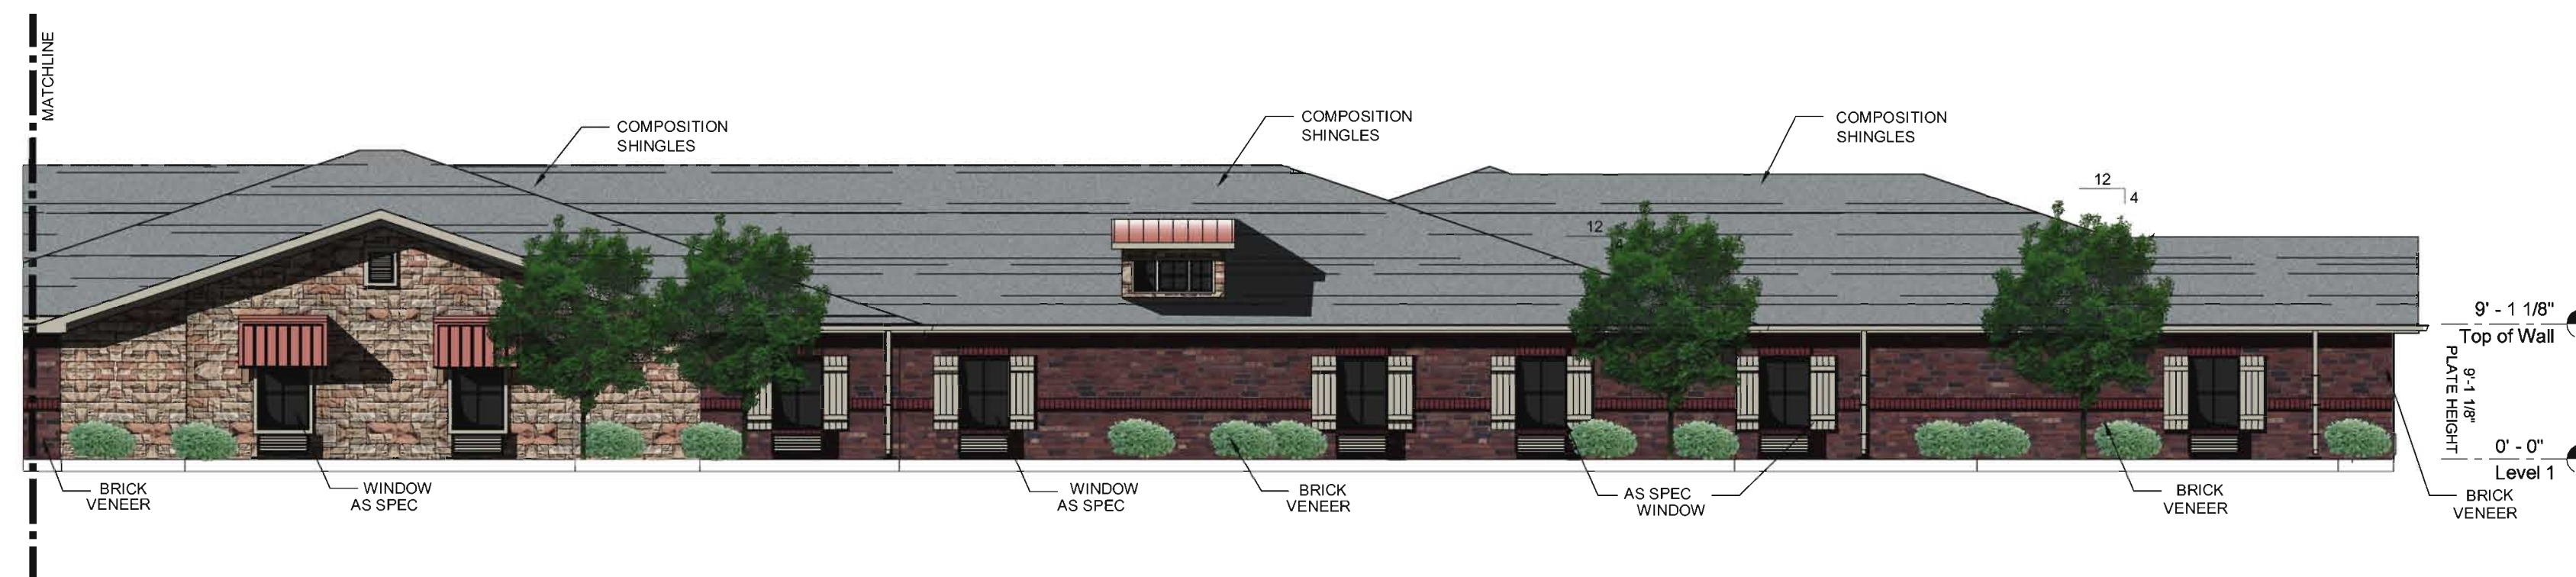 MATCHLINE
COMPOSITION
SHINGLES
COMPOSITION
SHINGLES
COMPOSITION
SHINGLES
12
4
12
4
9' - 1 1/8"
Top of Wall
9'-1 1/8"
PLATE HEIGHT
0' - 0"
Level 1
BRICK
VENEER
WINDOW
AS SPEC
WINDOW
AS SPEC
BRICK
VENEER
AS SPEC
WINDOW
BRICK
VENEER
BRICK
VENEER